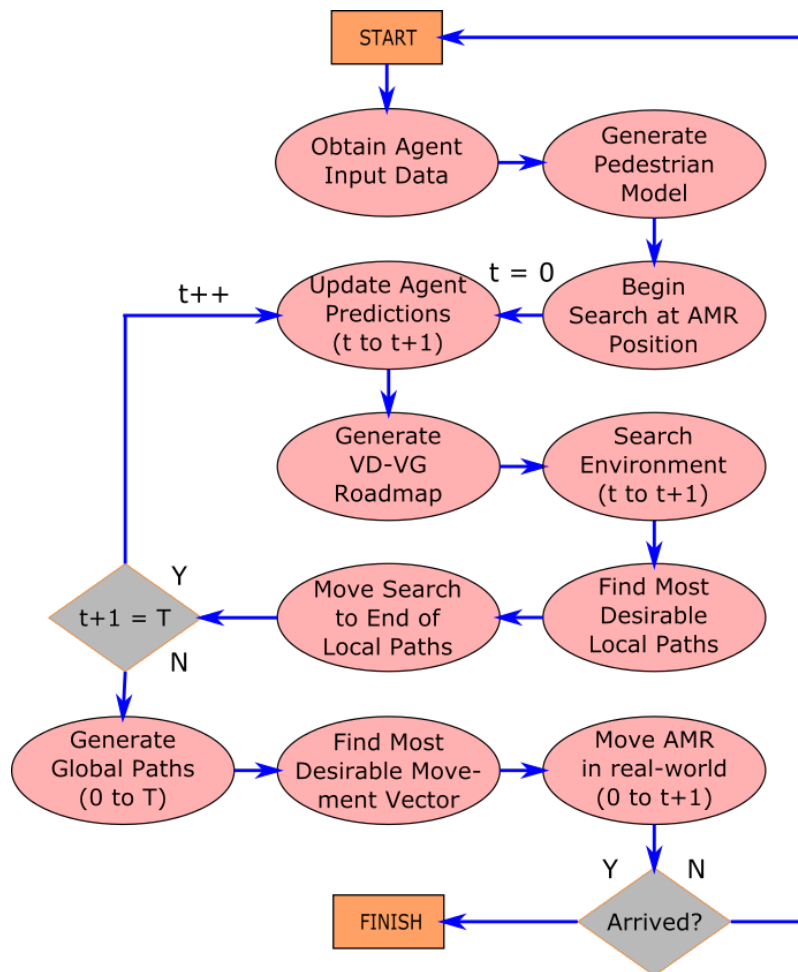 START
Obtain Agent
Input Data
Generate
Pedestrian
Model
t++
Update Agent
Predictions
(t to t+1)
t = 0
Begin
Search at AMR
Position
Generate
VD-VG
Roadmap
Search
Environment
(t to t+1)
Y
t+1 = T
N
Move Search
to End of
Local Paths
Find Most
Desirable
Local Paths
Generate
Global Paths
(0 to T)
Find Most
Desirable Move-
ment Vector
Move AMR
in real-world
(0 to t+1)
Y
N
FINISH
Arrived?